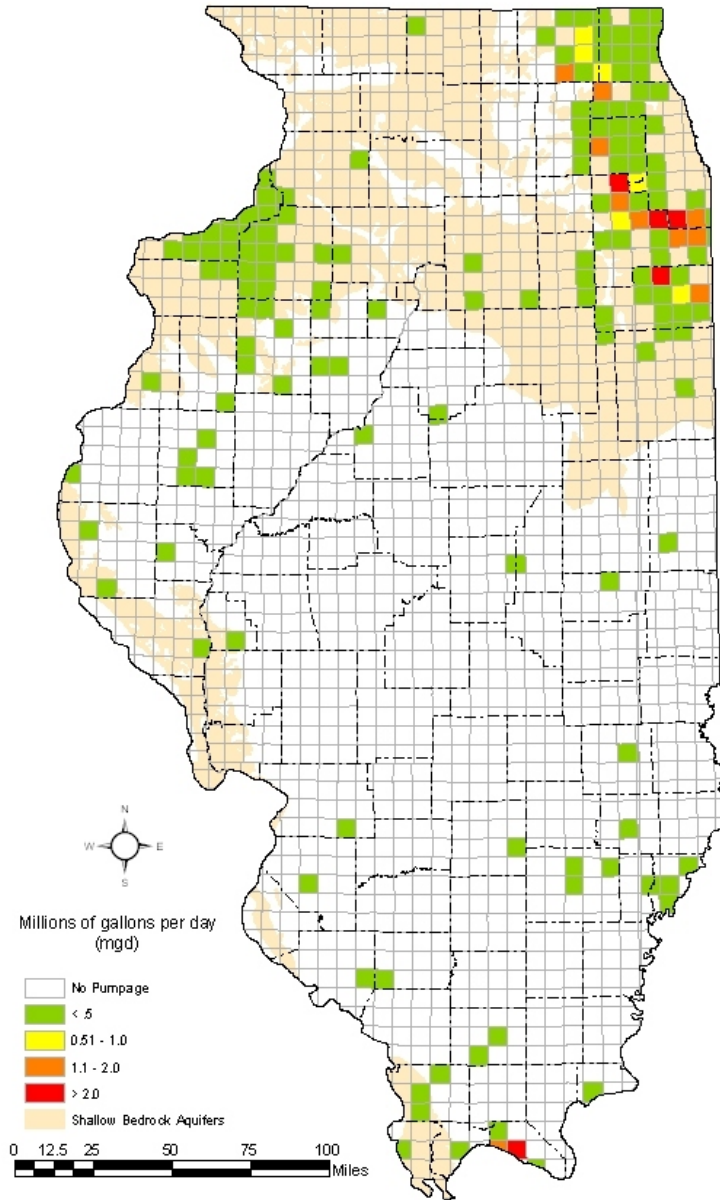 N
W E
S
Millions of gallons per day
(mgd)
No Pumpage
< .5
0.51 - 1.0
1.1 - 2.0
> 2.0
Shallow Bedrock Aquifers
0 12.5 25 50 75 100
Miles